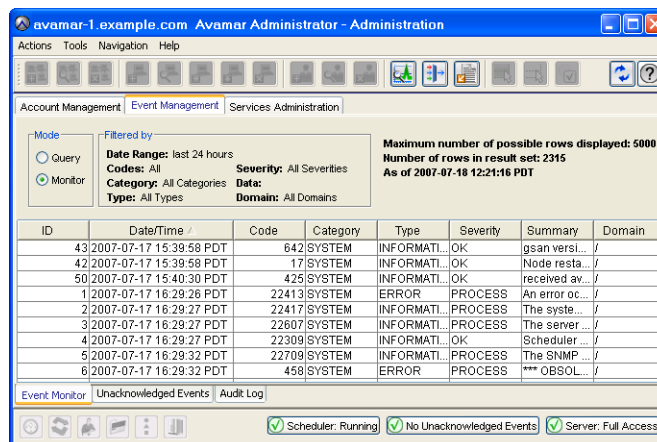 avamar-1.example.com Avamar Administrator - Administration
Actions Tools Navigation Help
Account Management Event Management Services Administration
Mode
Query
Monitor
Filtered by
Date Range: last 24 hours
Codes: All Severity: All Severities
Category: All Categories Data:
Type: All Types Domain: All Domains
Maximum number of possible rows displayed: 5000
Number of rows in result set: 2315
As of 2007-07-18 12:21:16 PDT
ID Date/Time Code Category Type Severity Summary Domain
43 2007-07-17 15:39:58 PDT 642 SYSTEM INFORMATI... OK gsan versi... /
42 2007-07-17 15:39:58 PDT 17 SYSTEM INFORMATI... OK Node resta... /
50 2007-07-17 15:40:30 PDT 425 SYSTEM INFORMATI... OK received av... /
1 2007-07-17 16:29:26 PDT 22413 SYSTEM ERROR PROCESS An error oc... /
2 2007-07-17 16:29:27 PDT 22417 SYSTEM INFORMATI... PROCESS The syste... /
3 2007-07-17 16:29:27 PDT 22607 SYSTEM INFORMATI... PROCESS The server ... /
4 2007-07-17 16:29:27 PDT 22309 SYSTEM INFORMATI... OK Scheduler ... /
5 2007-07-17 16:29:32 PDT 22709 SYSTEM INFORMATI... PROCESS The SNMP ... /
6 2007-07-17 16:29:32 PDT 458 SYSTEM ERROR PROCESS *** OBSOL... /
Event Monitor Unacknowledged Events Audit Log
Scheduler: Running No Unacknowledged Events Server: Full Access